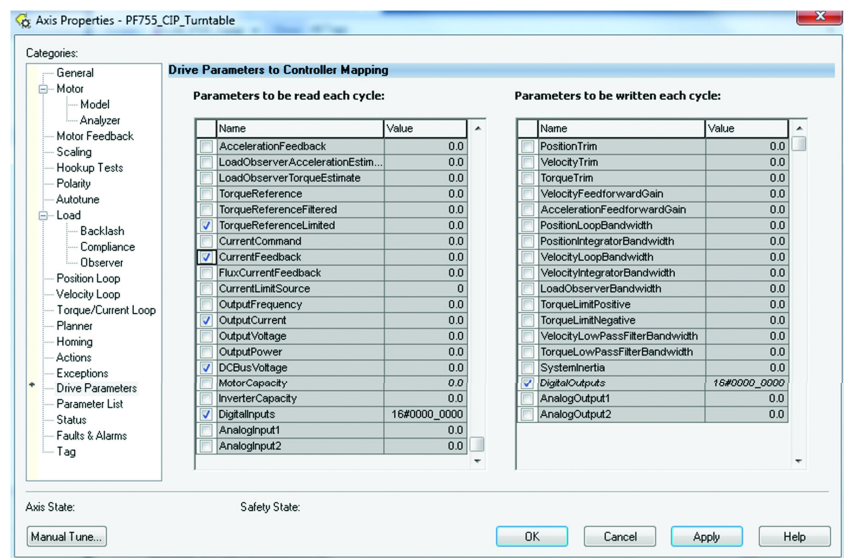 Axis Properties - PF755_CIP_Turntable
Categories:
General
Motor
Model
Analyzer
Motor Feedback
Scaling
Hookup Tests
Polarity
Autotune
Load
Backlash
Compliance
Observer
Position Loop
Velocity Loop
Torque/Current Loop
Planner
Homing
Actions
Exceptions
Drive Parameters
Parameter List
Status
Faults & Alarms
Tag
Drive Parameters to Controller Mapping
Parameters to be read each cycle:
Name Value
AccelerationFeedback 0.0
LoadObserverAccelerationEstim... 0.0
LoadObserverTorqueEstimate 0.0
TorqueReference 0.0
TorqueReferenceFiltered 0.0
TorqueReferenceLimited 0.0
CurrentCommand 0.0
CurrentFeedback 0.0
FluxCurrentFeedback 0.0
CurrentLimitSource 0
OutputFrequency 0.0
OutputCurrent 0.0
OutputVoltage 0.0
OutputPower 0.0
DCBusVoltage 0.0
MotorCapacity 0.0
InverterCapacity 0.0
DigitalInputs 16#0000_0000
AnalogInput1 0.0
AnalogInput2 0.0
Parameters to be written each cycle:
Name Value
PositionTrim 0.0
VelocityTrim 0.0
TorqueTrim 0.0
VelocityFeedforwardGain 0.0
AccelerationFeedforwardGain 0.0
PositionLoopBandwidth 0.0
PositionIntegratorBandwidth 0.0
VelocityLoopBandwidth 0.0
VelocityIntegratorBandwidth 0.0
LoadObserverBandwidth 0.0
TorqueLimitPositive 0.0
TorqueLimitNegative 0.0
VelocityLowPassFilterBandwidth 0.0
TorqueLowPassFilterBandwidth 0.0
SystemInertia 0.0
DigitalOutputs 16#0000_0000
AnalogOutput1 0.0
AnalogOutput2 0.0
Axis State: Safety State:
Manual Tune... OK Cancel Apply Help